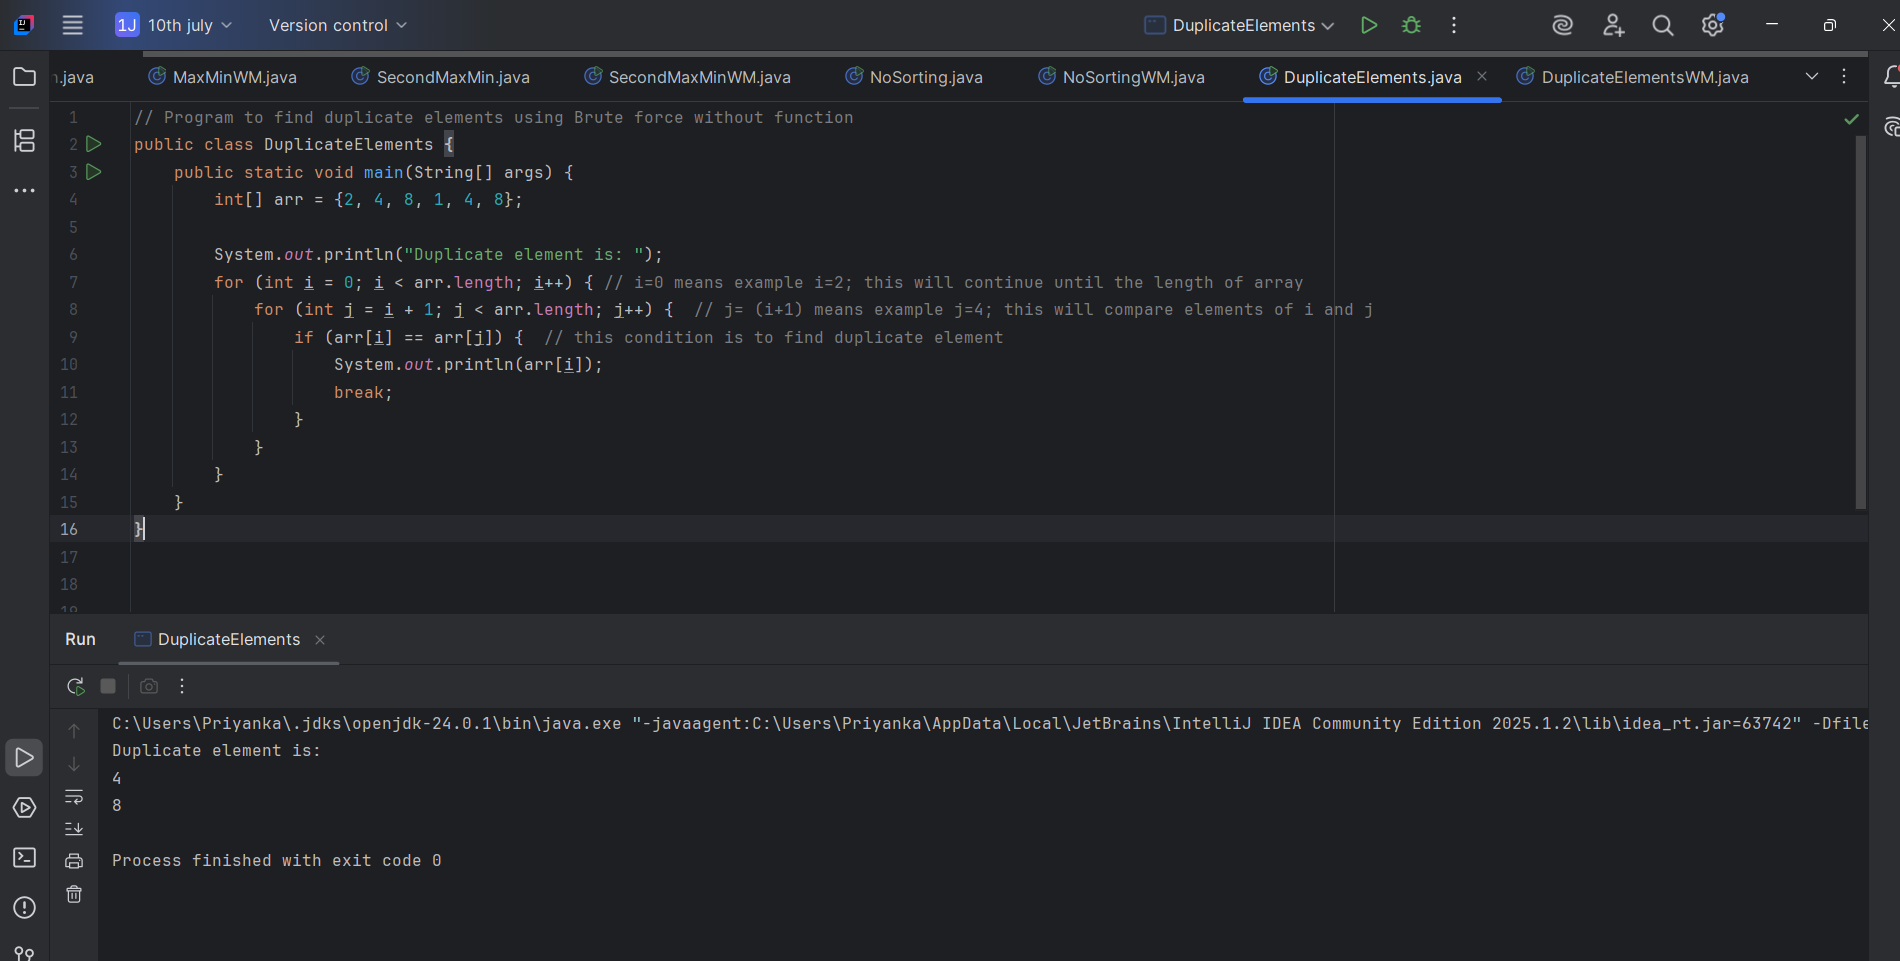 1J 10th july Version control DuplicateElements
.java MaxMinWM.java SecondMaxMin.java SecondMaxMinWM.java NoSorting.java NoSortingWM.java DuplicateElements.java DuplicateElementsWM.java
1 // Program to find duplicate elements using Brute force without function
2 public class DuplicateElements {
3 public static void main(String[] args) {
4 int[] arr = {2, 4, 8, 1, 4, 8};
5
6 System.out.println("Duplicate element is: ");
7 for (int i = 0; i < arr.length; i++) { // i=0 means example i=2; this will continue until the length of array
8 for (int j = i + 1; j < arr.length; j++) { // j= (i+1) means example j=4; this will compare elements of i and j
9 if (arr[i] == arr[j]) { // this condition is to find duplicate element
10 System.out.println(arr[i]);
11 break;
12 }
13 }
14 }
15 }
16 }
17
18
19
Run DuplicateElements
C:\Users\Priyanka\.jdks\openjdk-24.0.1\bin\java.exe "-javaagent:C:\Users\Priyanka\AppData\Local\JetBrains\IntelliJ IDEA Community Edition 2025.1.2\lib\idea_rt.jar=63742" -Dfile
Duplicate element is:
4
8
Process finished with exit code 0